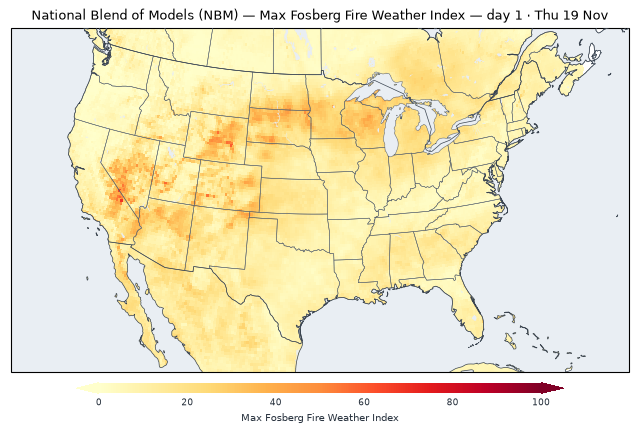 National Blend of Models (NBM) — Max Fosberg Fire Weather Index — day 1 · Thu 19 Nov
0 20 40 60 80 100
Max Fosberg Fire Weather Index